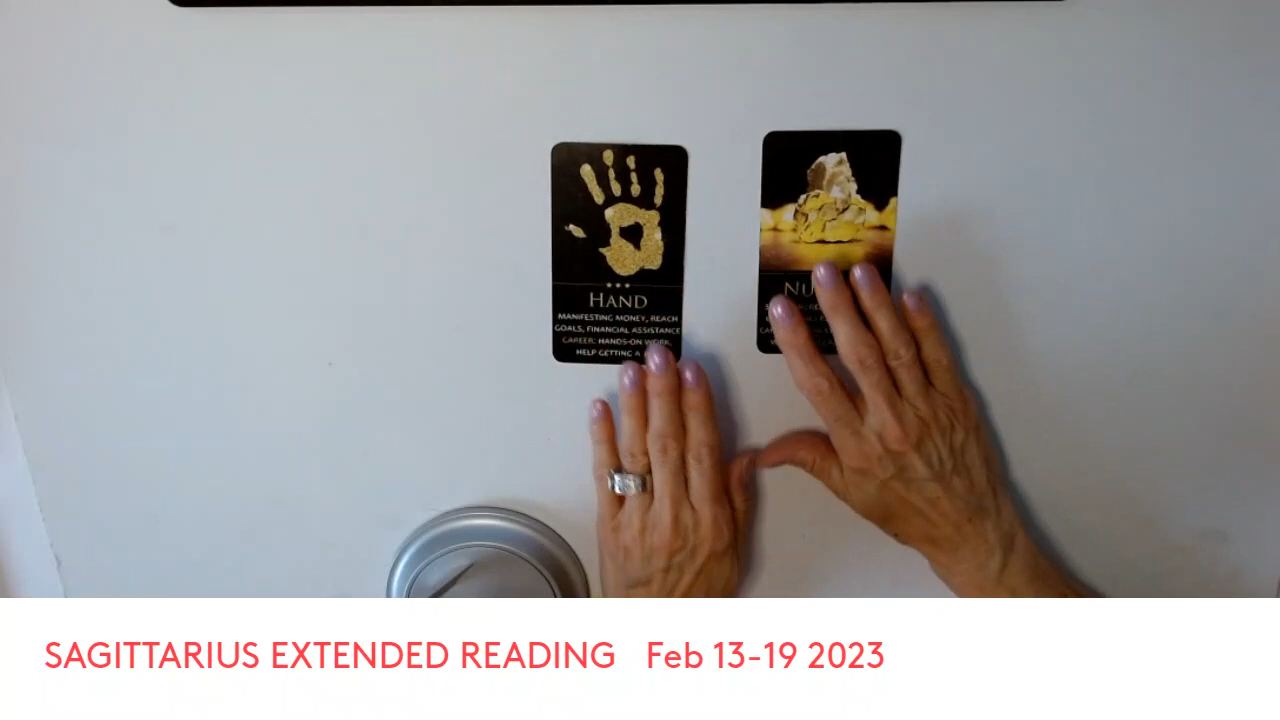 HAND
MANIFESTING MONEY, REACH
GOALS, FINANCIAL ASSISTANCE
CAREER: HANDS-ON WORK,
HELP GETTING A
NU
SAGITTARIUS EXTENDED READING Feb 13-19 2023